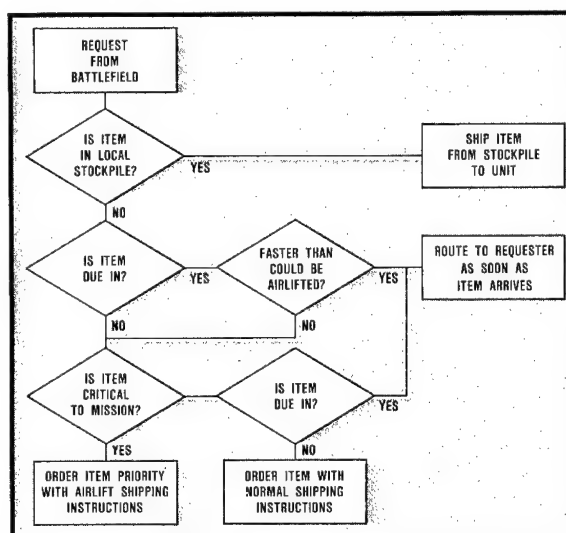 REQUEST
FROM
BATTLEFIELD
IS ITEM
IN LOCAL
STOCKPILE?
YES
SHIP ITEM
FROM STOCKPILE
TO UNIT
NO
IS ITEM
DUE IN?
YES
FASTER THAN
COULD BE
AIRLIFTED?
YES
ROUTE TO REQUESTER
AS SOON AS
ITEM ARRIVES
NO
NO
IS ITEM
CRITICAL
TO MISSION?
IS ITEM
DUE IN?
YES
YES
NO
ORDER ITEM PRIORITY
WITH AIRLIFT SHIPPING
INSTRUCTIONS
ORDER ITEM WITH
NORMAL SHIPPING
INSTRUCTIONS